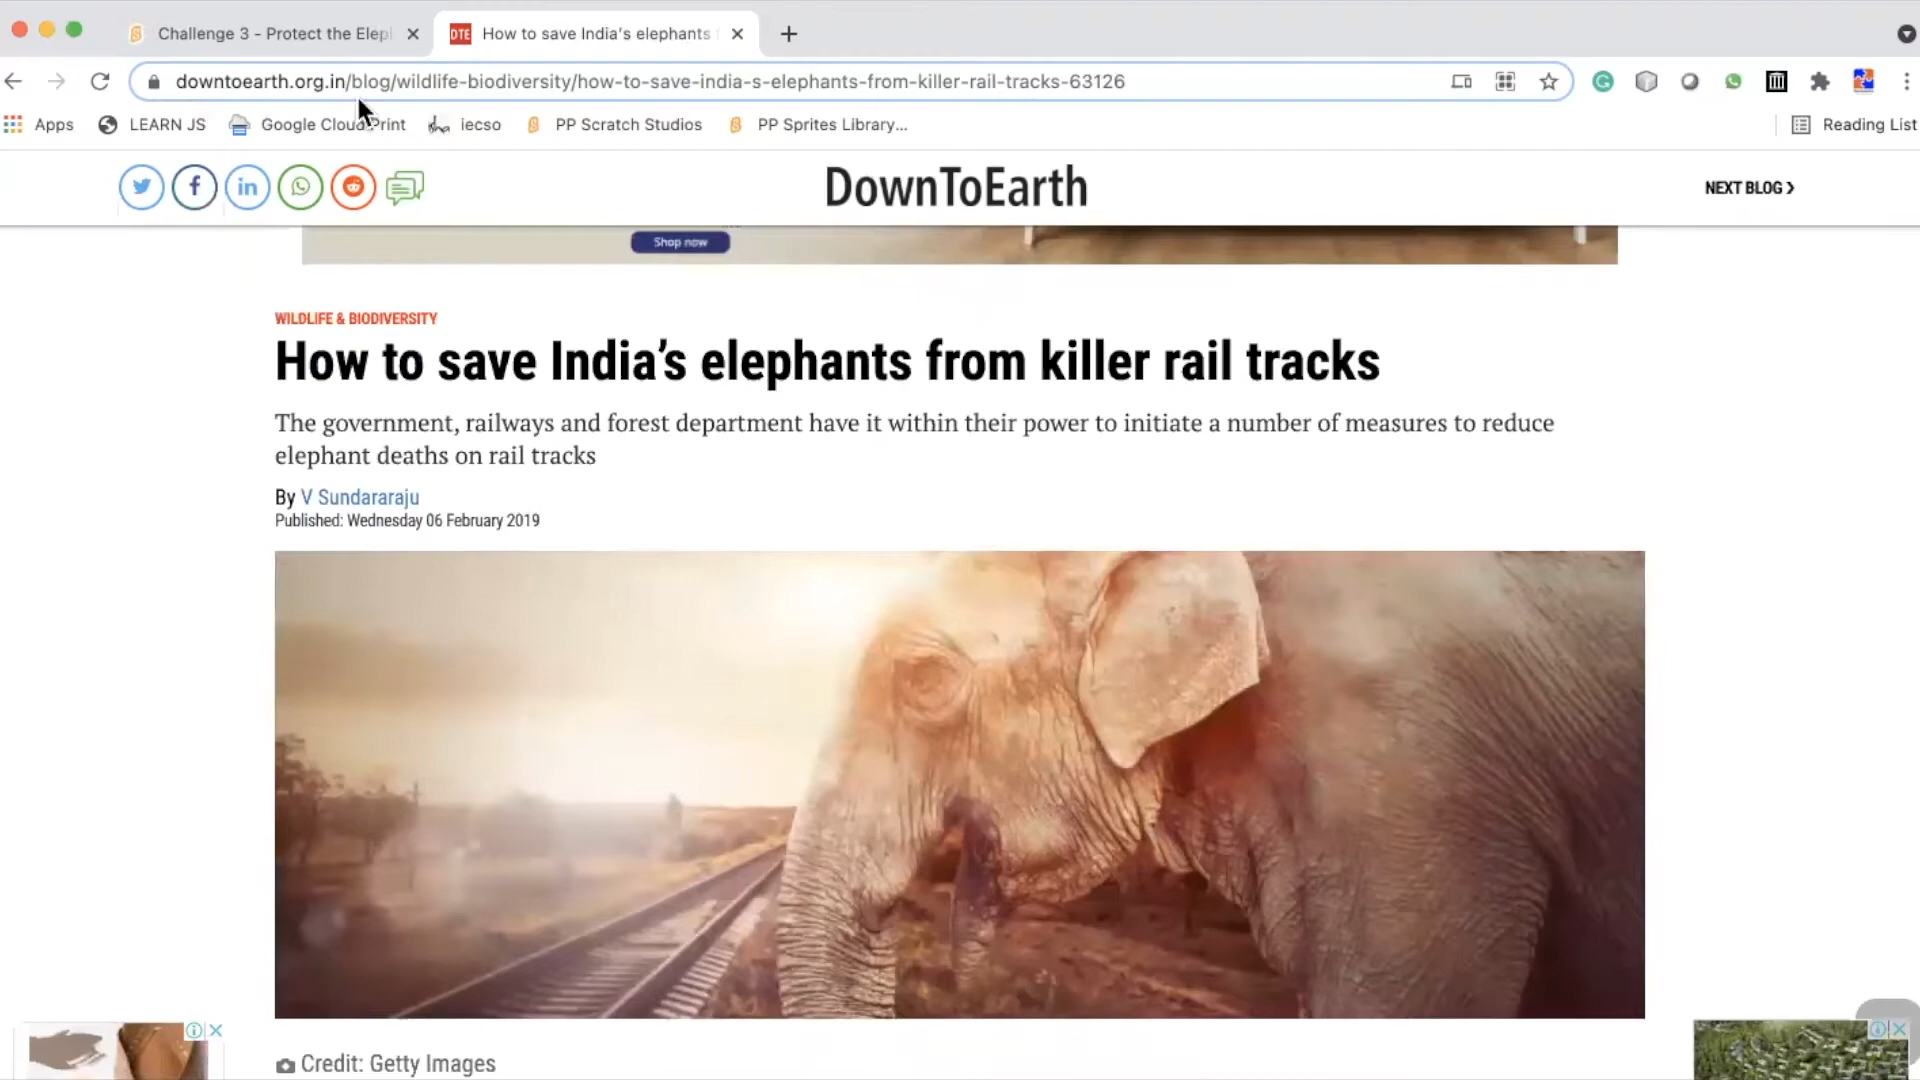 Challenge 3 - Protect the Elep
DTE How to save India's elephants
downtoearth.org.in/blog/wildlife-biodiversity/how-to-save-india-s-elephants-from-killer-rail-tracks-63126
Apps LEARN JS Google Cloud Print iecso PP Scratch Studios PP Sprites Library... Reading List
DownToEarth
NEXT BLOG
Shop now
WILDLIFE & BIODIVERSITY
How to save India’s elephants from killer rail tracks
The government, railways and forest department have it within their power to initiate a number of measures to reduce
elephant deaths on rail tracks
By V Sundararaju
Published: Wednesday 06 February 2019
Credit: Getty Images